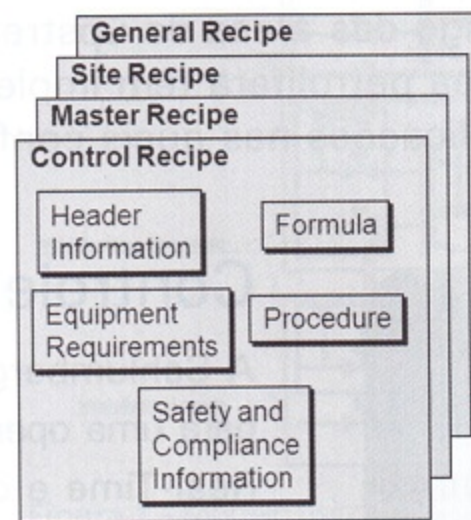 General Recipe
Site Recipe
Master Recipe
Control Recipe
Header
Information
Formula
Equipment
Requirements
Procedure
Safety and
Compliance
Information